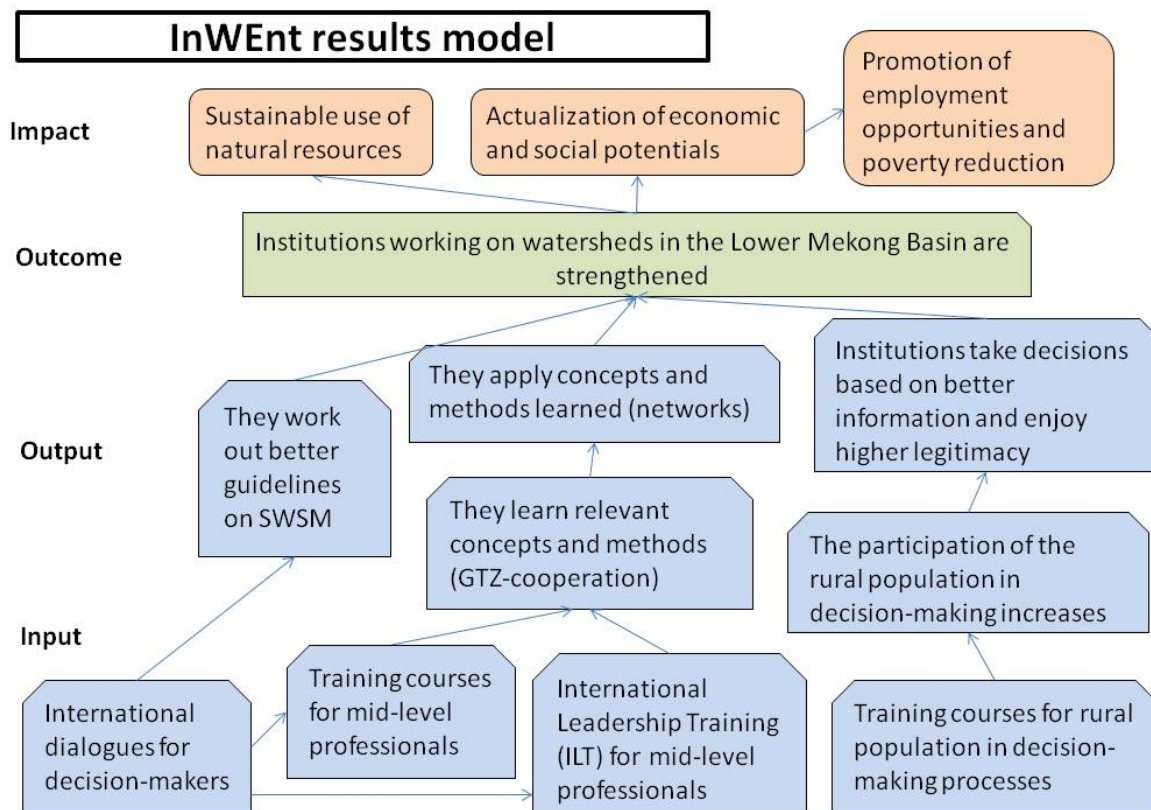 InWEnt results model
Impact
Sustainable use of
natural resources
Actualization of economic
and social potentials
Promotion of
employment
opportunities and
poverty reduction
Outcome
Institutions working on watersheds in the Lower Mekong Basin are
strengthened
Output
They work
out better
guidelines
on SWSM
They apply concepts and
methods learned (networks)
Institutions take decisions
based on better
information and enjoy
higher legitimacy
They learn relevant
concepts and methods
(GTZ-cooperation)
The participation of the
rural population in
decision-making increases
Input
International
dialogues for
decision-makers
Training courses
for mid-level
professionals
International
Leadership Training
(ILT) for mid-level
professionals
Training courses for rural
population in decision-
making processes